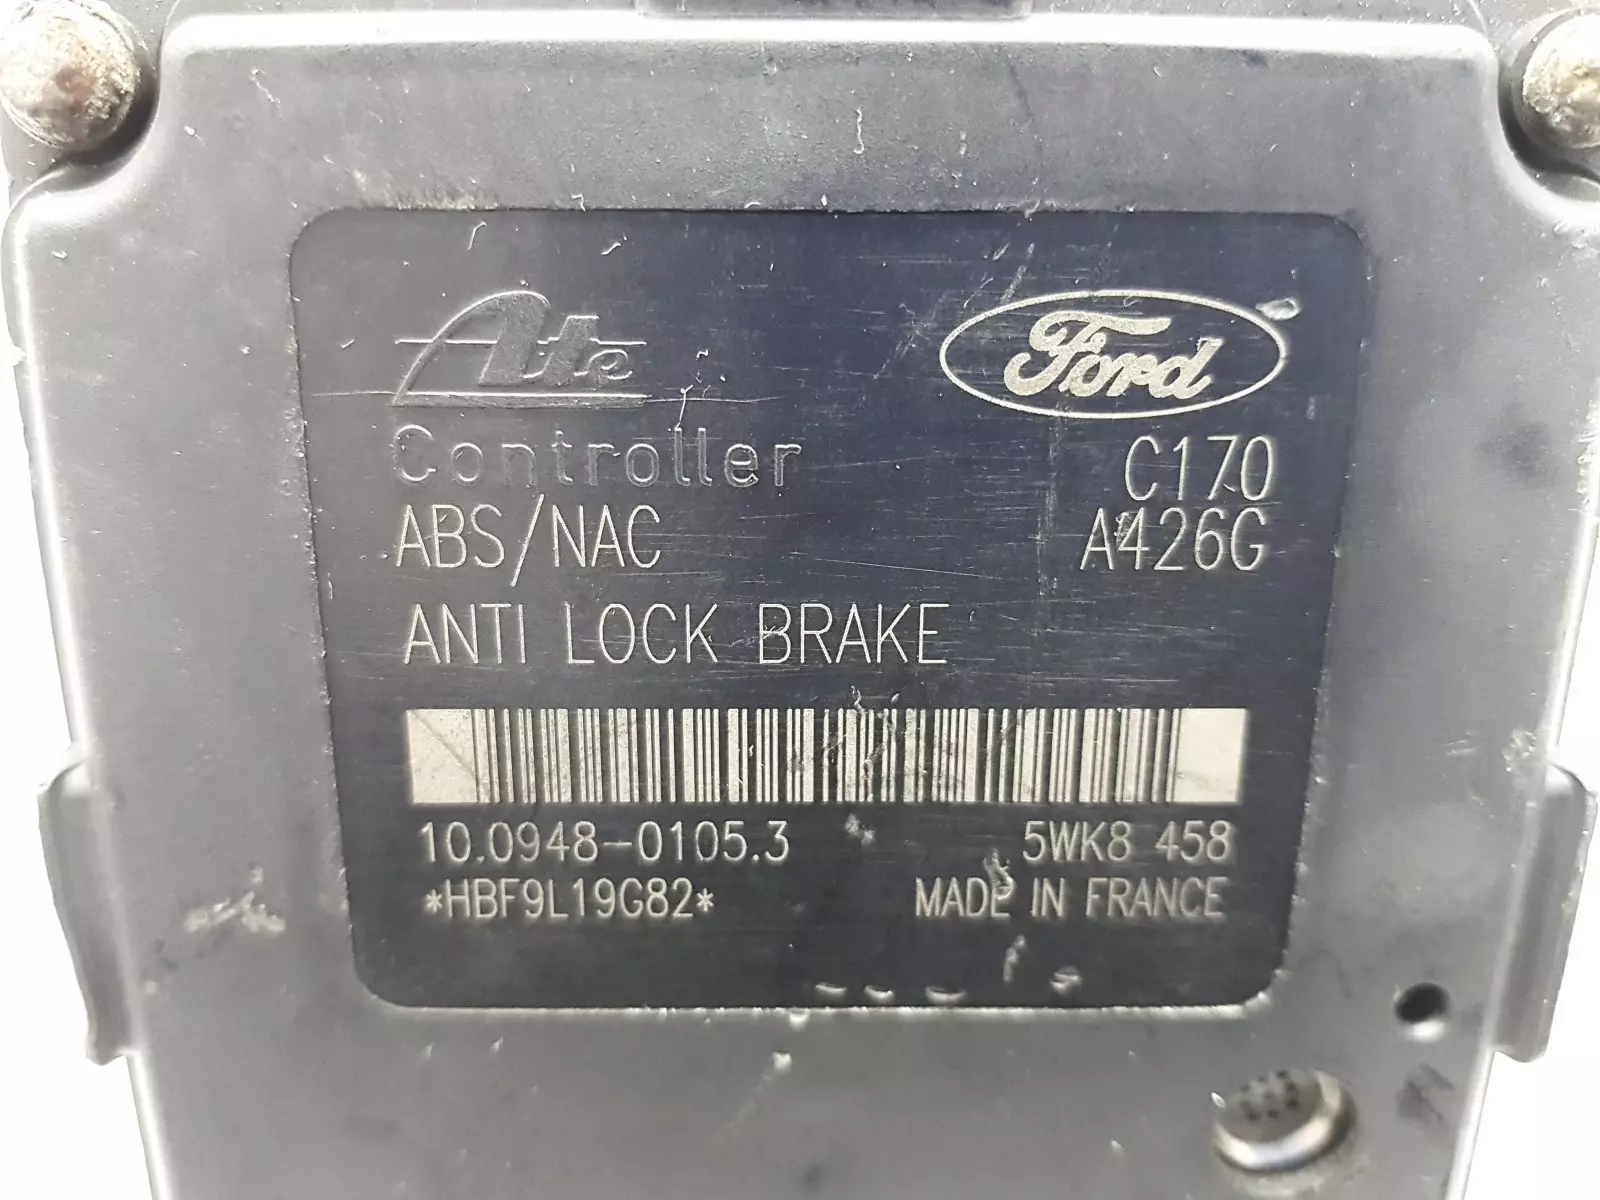 Ate Ford
Controller C170
ABS/NAC A426G
ANTI LOCK BRAKE
10.0948-0105.3 5WK8 458
*HBF9L19G82* MADE IN FRANCE